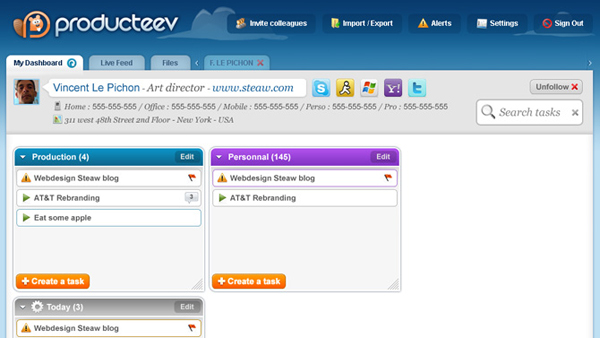 producteev
Invite colleagues
Import / Export
Alerts
Settings
Sign Out
My Dashboard
Live Feed
Files
F. LE PICHON
Vincent Le Pichon - Art director - www.steaw.com
Unfollow
Home : 555-555-555 / Office : 555-555-555 / Mobile : 555-555-555 / Perso : 555-555-555 / Pro : 555-555-555
311 west 48th Street 2nd Floor - New York - USA
Search tasks
Production (4)
Edit
Webdesign Steaw blog
AT&T Rebranding
3
Eat some apple
+ Create a task
Personnal (145)
Edit
Webdesign Steaw blog
AT&T Rebranding
+ Create a task
Today (3)
Edit
Webdesign Steaw blog